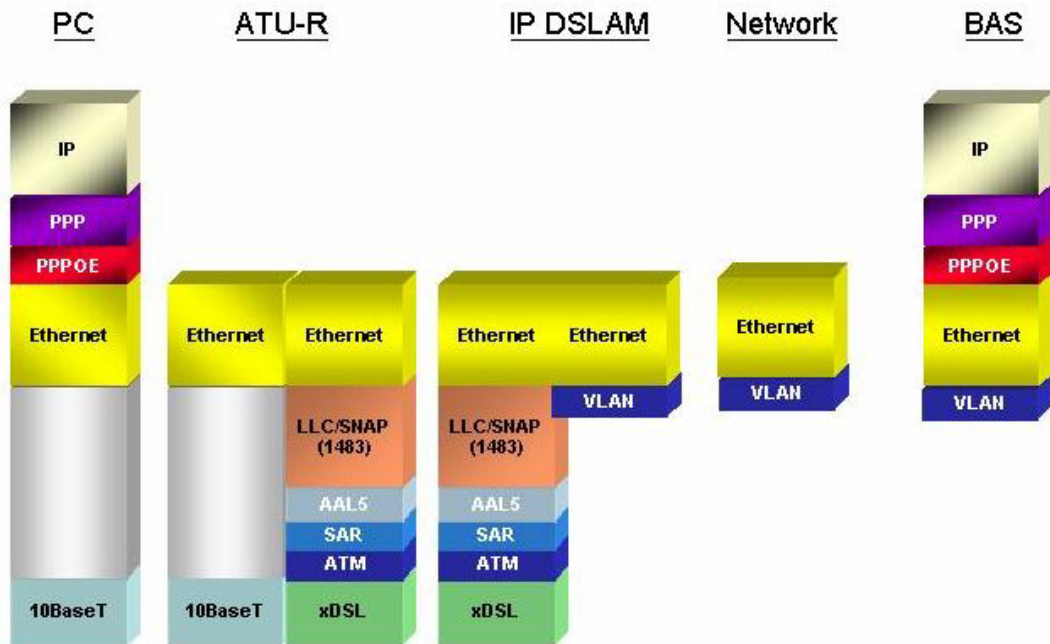 PC
ATU-R
IP DSLAM
Network
BAS
IP
PPP
PPPOE
Ethernet
10BaseT
Ethernet
10BaseT
Ethernet
LLC/SNAP
(1483)
AAL5
SAR
ATM
xDSL
Ethernet
LLC/SNAP
(1483)
AAL5
SAR
ATM
xDSL
Ethernet
VLAN
Ethernet
VLAN
IP
PPP
PPPOE
Ethernet
VLAN